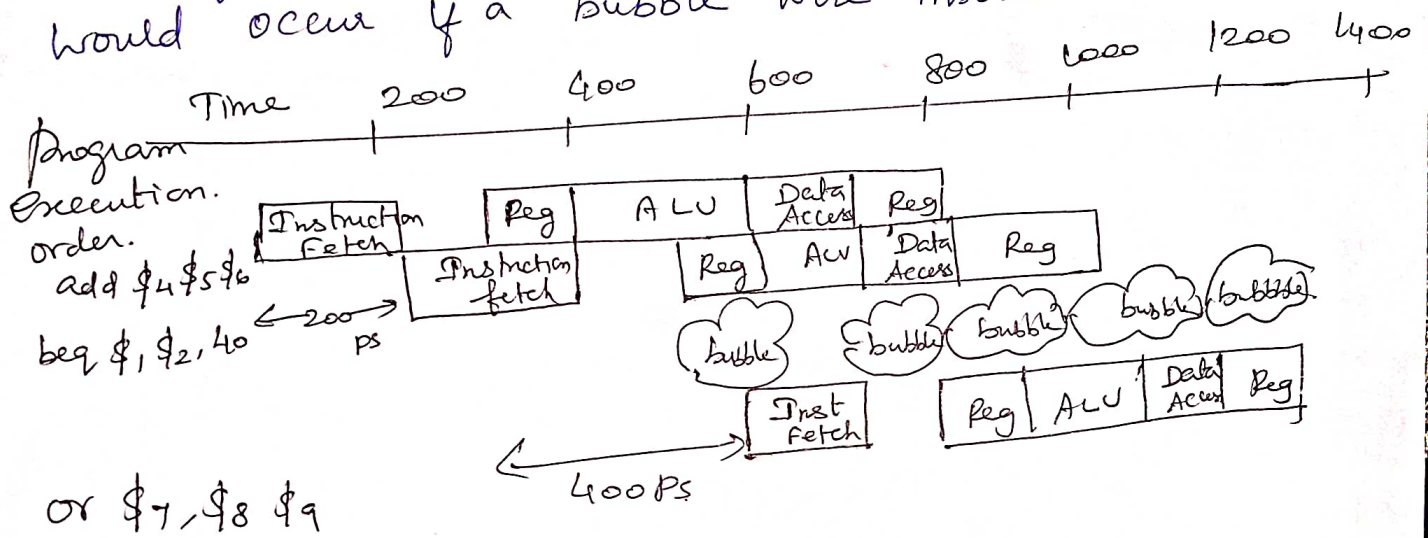 would occur if a bubble
Time 200 400 600 800 1000 1200 1400
Program
execution.
order.
Instruction Fetch Reg ALU Data Access Reg
add $4 $5 $6
Instruction fetch Reg ALU Data Access Reg
200 ps
beq $1, $2, 40
bubble bubble bubble bubble bubble
Inst Fetch Reg ALU Data Access Reg
400 PS
or $7, $8 $9